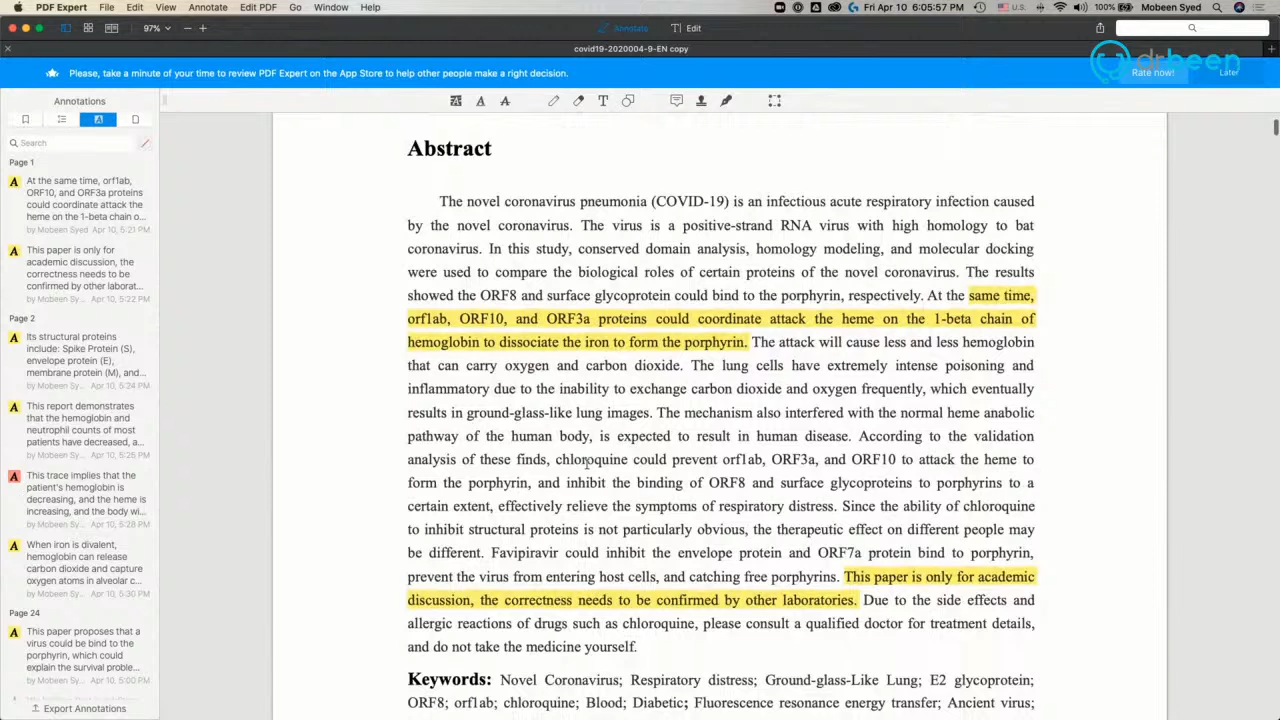 PDF Expert File Edit View Annotate Edit PDF Go Window Help
Fri Apr 10 6:05:57 PM U.S. 100% Mobeen Syed
97% Annotate Edit
covid19-2020004-9-EN copy
Please, take a minute of your time to review PDF Expert on the App Store to help other people make a right decision.
Rate now! Later
drbeen
Annotations
Search
Page 1
At the same time, orf1ab,
ORF10, and ORF3a proteins
could coordinate attack the
heme on the 1-beta chain o...
by Mobeen Syed Apr 10, 5:21 PM
This paper is only for
academic discussion, the
correctness needs to be
confirmed by other laborat...
by Mobeen Sy... Apr 10, 5:22 PM
Page 2
Its structural proteins
include: Spike Protein (S),
envelope protein (E),
membrane protein (M), and...
by Mobeen Sy... Apr 10, 5:24 PM
This report demonstrates
that the hemoglobin and
neutrophil counts of most
patients have decreased, a...
by Mobeen Sy... Apr 10, 5:25 PM
This trace implies that the
patient's hemoglobin is
decreasing, and the heme is
increasing, and the body wi...
by Mobeen Sy... Apr 10, 5:28 PM
When iron is divalent,
hemoglobin can release
carbon dioxide and capture
oxygen atoms in alveolar c...
by Mobeen Sy... Apr 10, 5:30 PM
Page 24
This paper proposes that a
virus could be bind to the
porphyrin, which could
explain the survival proble...
by Mobeen Sy... Apr 10, 5:00 PM
Export Annotations
Abstract
The novel coronavirus pneumonia (COVID-19) is an infectious acute respiratory infection caused
by the novel coronavirus. The virus is a positive-strand RNA virus with high homology to bat
coronavirus. In this study, conserved domain analysis, homology modeling, and molecular docking
were used to compare the biological roles of certain proteins of the novel coronavirus. The results
showed the ORF8 and surface glycoprotein could bind to the porphyrin, respectively. At the same time,
orf1ab, ORF10, and ORF3a proteins could coordinate attack the heme on the 1-beta chain of
hemoglobin to dissociate the iron to form the porphyrin. The attack will cause less and less hemoglobin
that can carry oxygen and carbon dioxide. The lung cells have extremely intense poisoning and
inflammatory due to the inability to exchange carbon dioxide and oxygen frequently, which eventually
results in ground-glass-like lung images. The mechanism also interfered with the normal heme anabolic
pathway of the human body, is expected to result in human disease. According to the validation
analysis of these finds, chloroquine could prevent orf1ab, ORF3a, and ORF10 to attack the heme to
form the porphyrin, and inhibit the binding of ORF8 and surface glycoproteins to porphyrins to a
certain extent, effectively relieve the symptoms of respiratory distress. Since the ability of chloroquine
to inhibit structural proteins is not particularly obvious, the therapeutic effect on different people may
be different. Favipiravir could inhibit the envelope protein and ORF7a protein bind to porphyrin,
prevent the virus from entering host cells, and catching free porphyrins. This paper is only for academic
discussion, the correctness needs to be confirmed by other laboratories. Due to the side effects and
allergic reactions of drugs such as chloroquine, please consult a qualified doctor for treatment details,
and do not take the medicine yourself.
Keywords: Novel Coronavirus; Respiratory distress; Ground-glass-Like Lung; E2 glycoprotein;
ORF8; orf1ab; chloroquine; Blood; Diabetic; Fluorescence resonance energy transfer; Ancient virus;